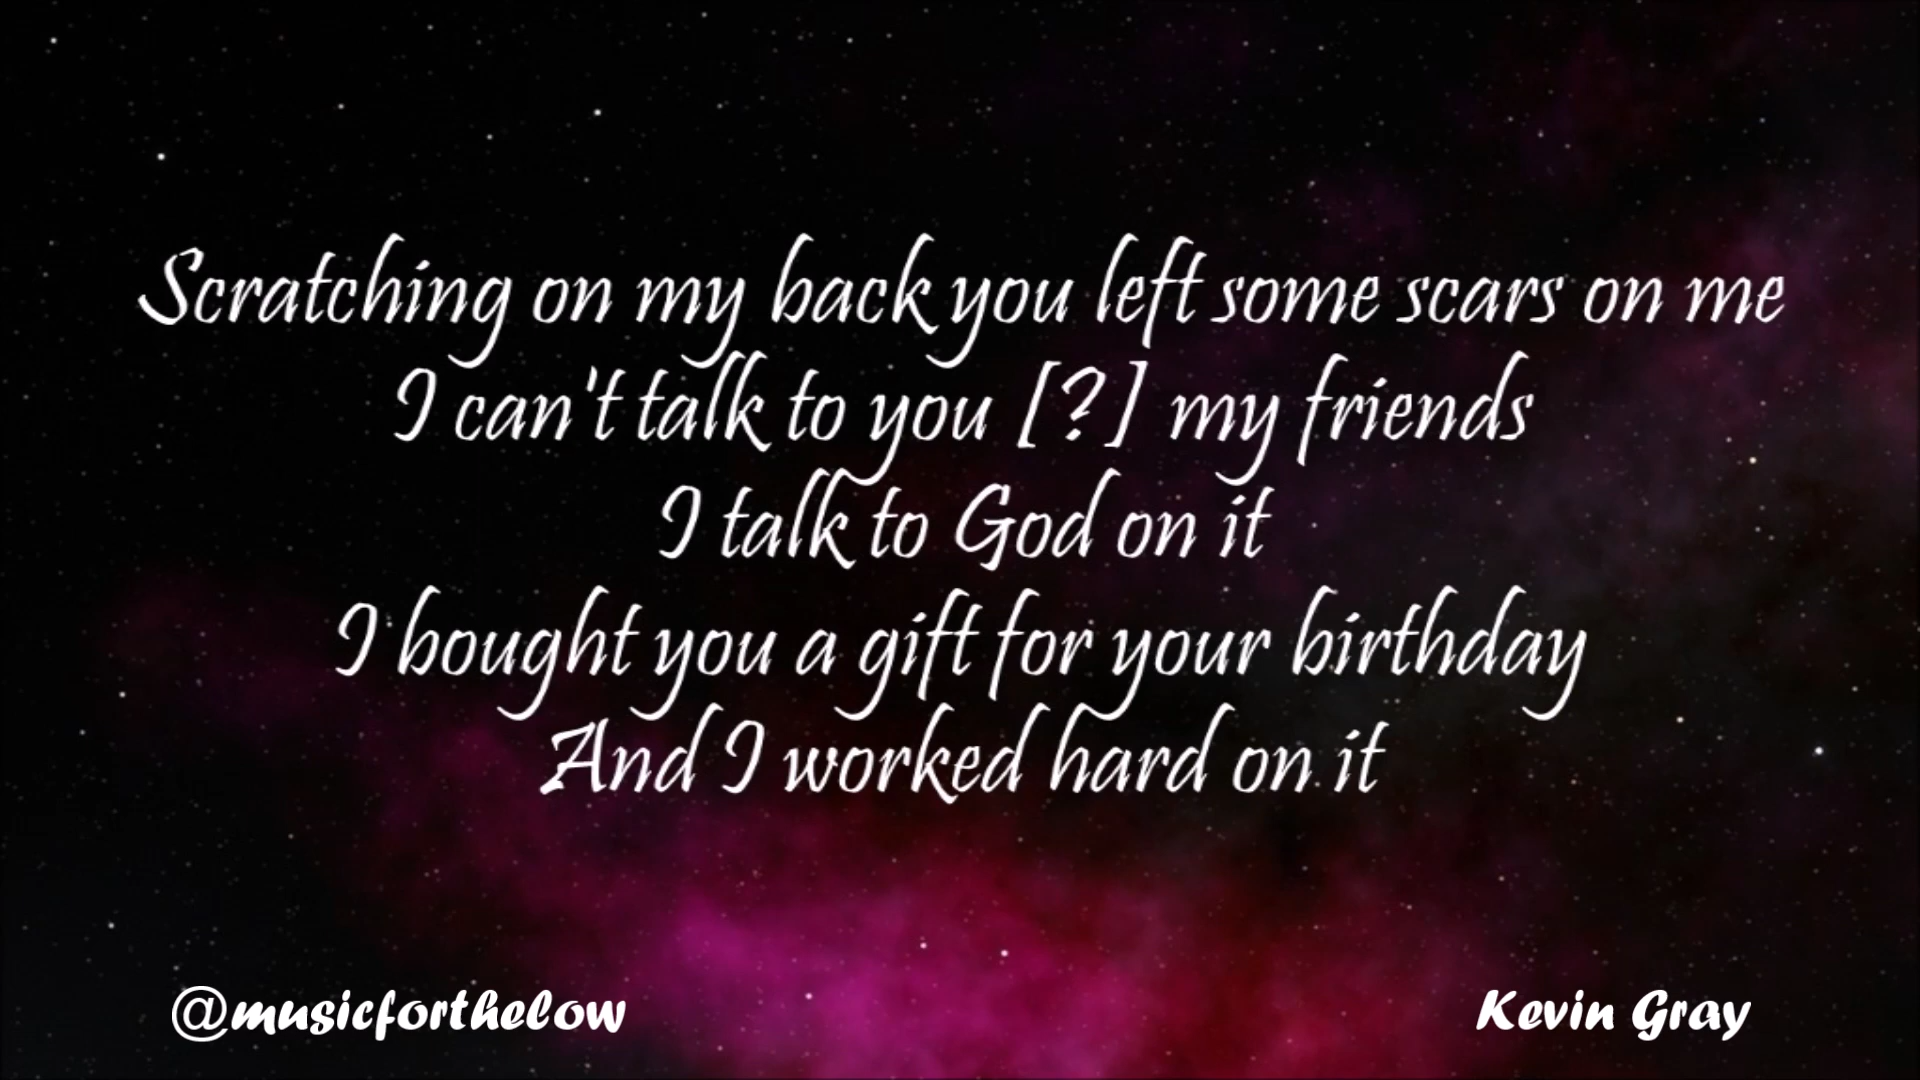 Scratching on my back you left some scars on me
I can't talk to you [?] my friends
I talk to God on it
I bought you a gift for your birthday
And I worked hard on it
@musicforthelow
Kevin Gray